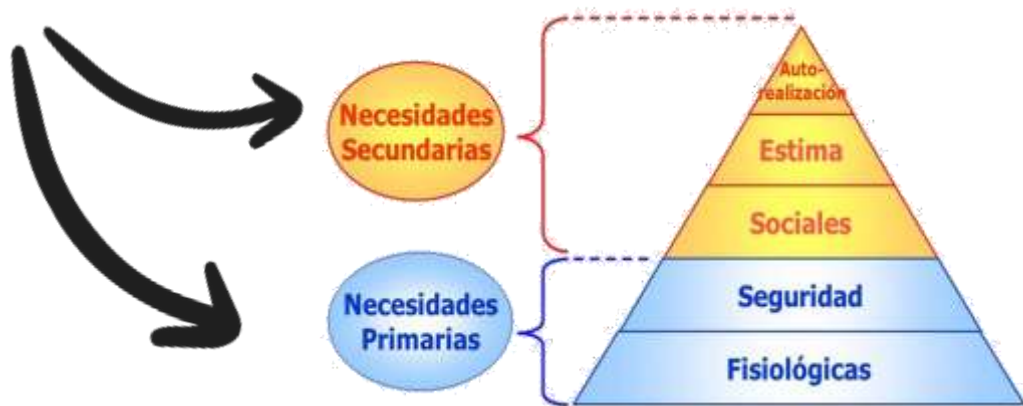 Necesidades
Secundarias
Auto-
realización
Estima
Sociales
Necesidades
Primarias
Seguridad
Fisiológicas